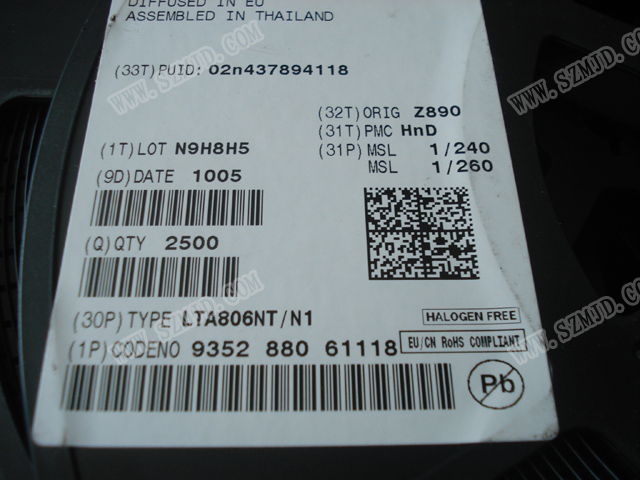 DIFFUSED IN EU
ASSEMBLED IN THAILAND
(33T)PUID: 02n437894118
(32T)ORIG Z890
(31T)PMC HnD
(1T)LOT N9H8H5
(31P)MSL 1/240
MSL 1/260
(9D)DATE 1005
(Q)QTY 2500
(30P)TYPE LTA806NT/N1
HALOGEN FREE
(1P)CODENO 9352 880 61118
EU/CN RoHS COMPLIANT
Pb
WWW.SZMJD.COM
WWW.SZMJD.COM
WWW.SZMJD.COM
WWW.SZMJD.COM